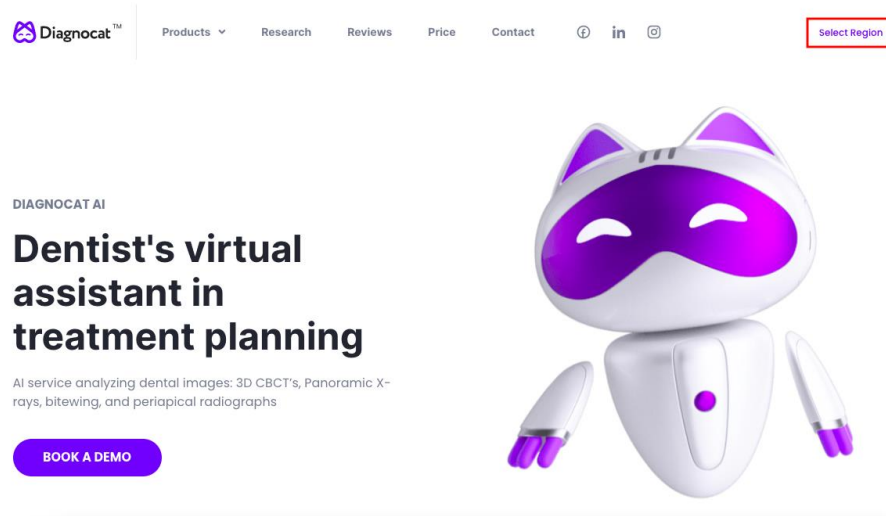 Diagnocat™
Products Research Reviews Price Contact
Select Region
DIAGNOCAT AI
Dentist's virtual
assistant in
treatment planning
AI service analyzing dental images: 3D CBCT's, Panoramic X-
rays, bitewing, and periapical radiographs
BOOK A DEMO